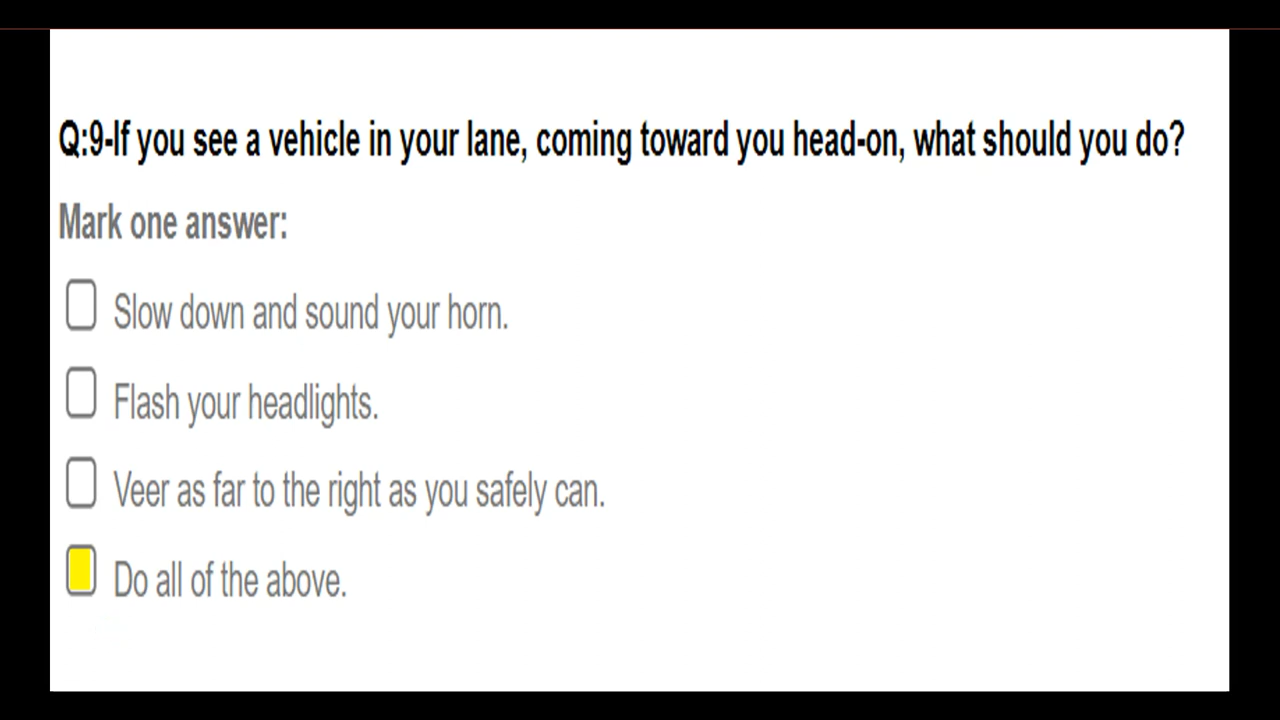 Q:9-If you see a vehicle in your lane, coming toward you head-on, what should you do?
Mark one answer:
Slow down and sound your horn.
Flash your headlights.
Veer as far to the right as you safely can.
Do all of the above.